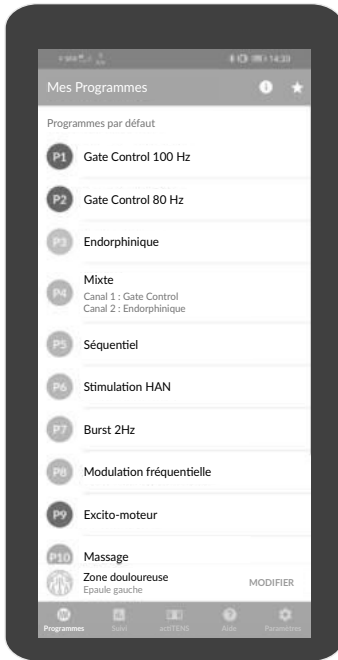 14:33
Mes Programmes
Programmes par défaut
P1 Gate Control 100 Hz
P2 Gate Control 80 Hz
P3 Endorphinique
P4 Mixte
Canal 1 : Gate Control
Canal 2 : Endorphinique
P5 Séquentiel
P6 Stimulation HAN
P7 Burst 2Hz
P8 Modulation fréquentielle
P9 Excito-moteur
P10 Massage
Zone douloureuse
Epaule gauche
MODIFIER
Programmes Suivi actiTENS Aide Paramètres